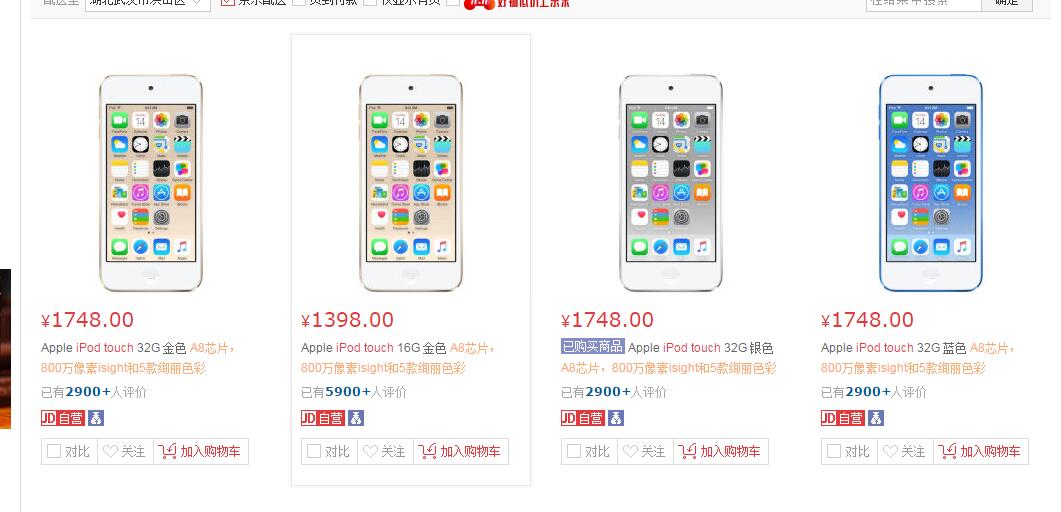 ¥1748.00
Apple iPod touch 32G 金色 A8芯片，
800万像素isight和5款绚丽色彩
已有2900+人评价
JD 自营
对比 关注 加入购物车
¥1398.00
Apple iPod touch 16G 金色 A8芯片，
800万像素isight和5款绚丽色彩
已有5900+人评价
JD 自营
对比 关注 加入购物车
¥1748.00
已购买商品 Apple iPod touch 32G 银色
A8芯片，800万像素isight和5款绚丽色彩
已有2900+人评价
JD 自营
对比 关注 加入购物车
¥1748.00
Apple iPod touch 32G 蓝色 A8芯片，
800万像素isight和5款绚丽色彩
已有2900+人评价
JD 自营
对比 关注 加入购物车